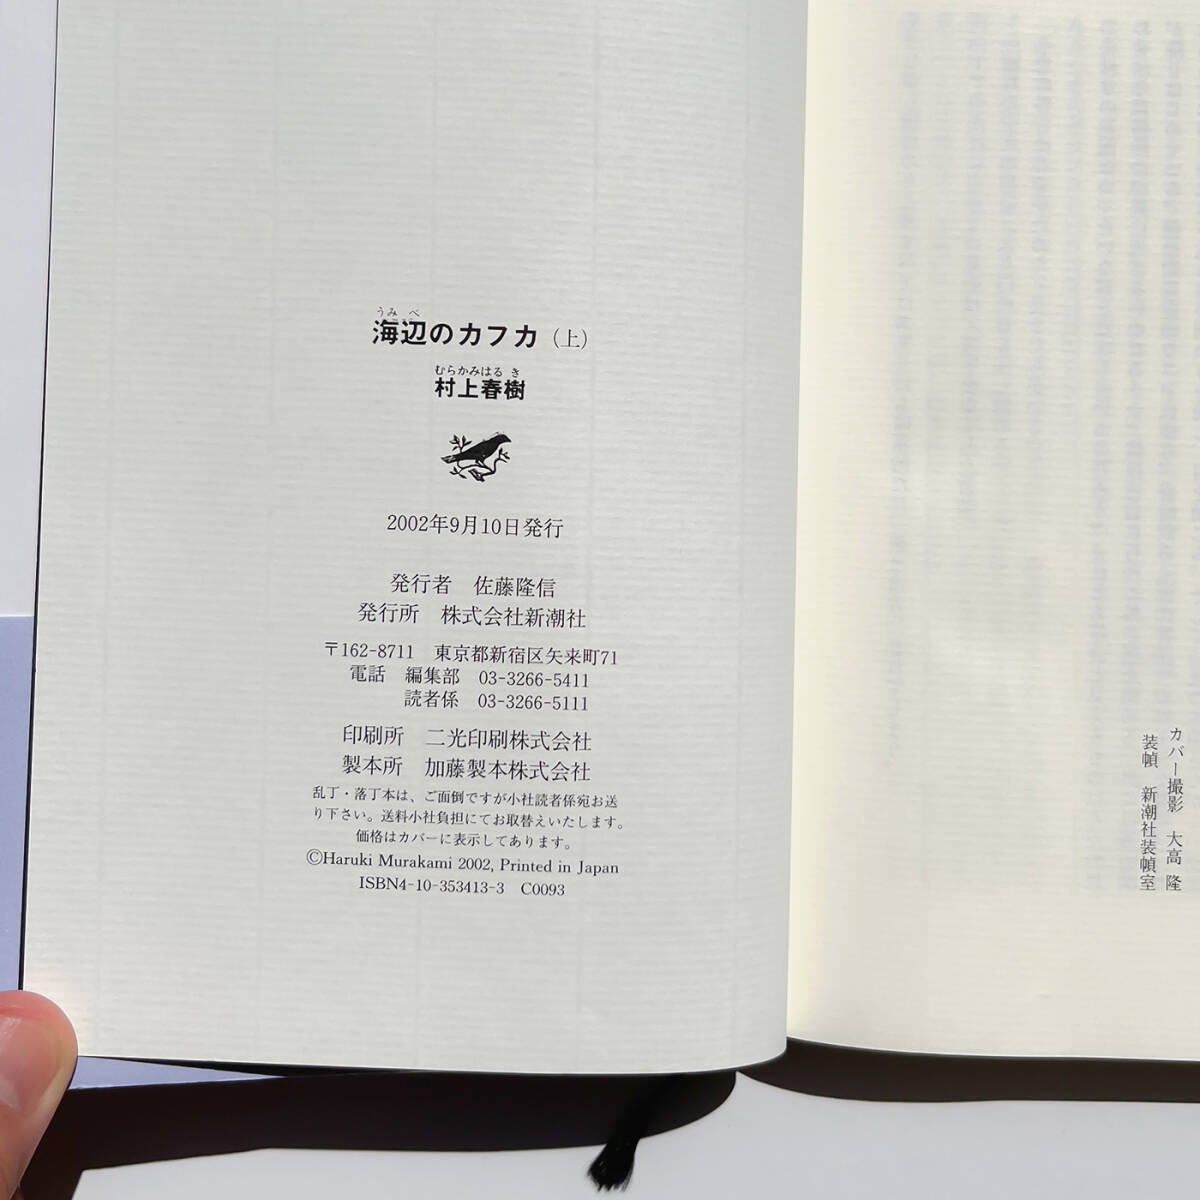 うみべ
海辺のカフカ（上）
むらかみはるき
村上春樹
2002年9月10日発行
発行者　佐藤隆信
発行所　株式会社新潮社
〒162-8711　東京都新宿区矢来町71
電話　編集部　03-3266-5411
読者係　03-3266-5111
印刷所　二光印刷株式会社
製本所　加藤製本株式会社
乱丁・落丁本は、ご面倒ですが小社読者係宛お送
り下さい。送料小社負担にてお取替えいたします。
価格はカバーに表示してあります。
©Haruki Murakami 2002, Printed in Japan
ISBN4-10-353413-3　C0093
カバー撮影　大高　隆
装幀　新潮社装幀室